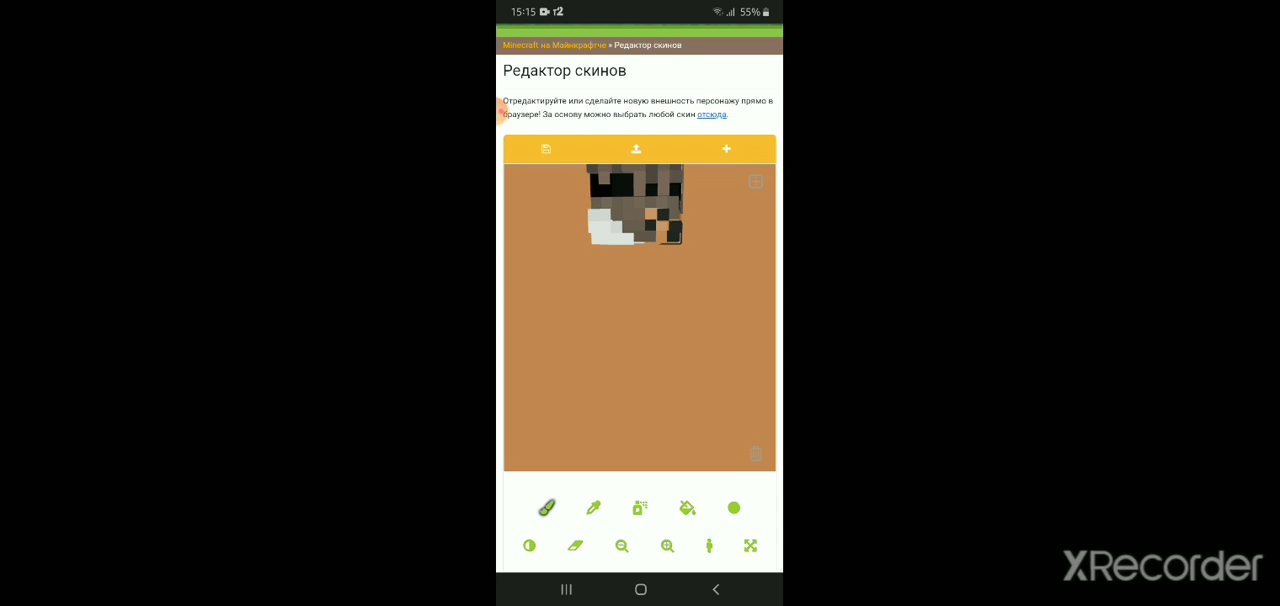 15:15 т2 55%
Minecraft на Майнкрафтче » Редактор скинов
Редактор скинов
Отредактируйте или сделайте новую внешность персонажу прямо в
браузере! За основу можно выбрать любой скин отсюда.
XRecorder